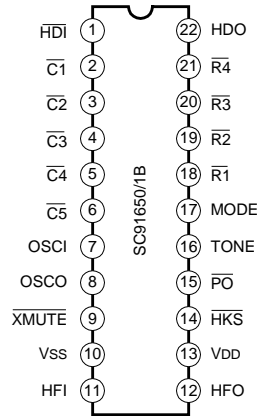 HDI 1 22 HDO
C1 2 21 R4
C2 3 20 R3
C3 4 19 R2
C4 5 18 R1
C5 6 17 MODE
OSCI 7 16 TONE
OSCO 8 15 PO
XMUTE 9 14 HKS
VSS 10 13 VDD
HFI 11 12 HFO
SC91650/1B